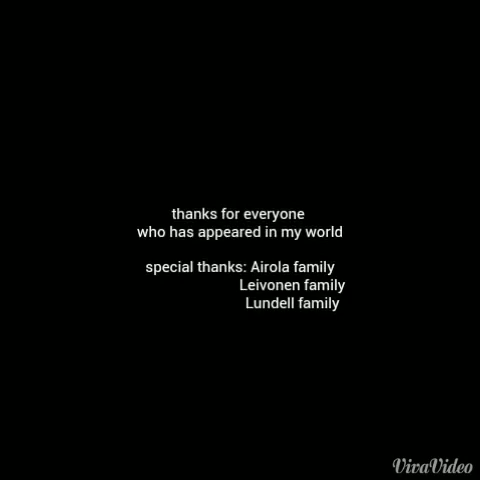 thanks for everyone
who has appeared in my world
special thanks: Airola family
Leivonen family
Lundell family
VivaVideo